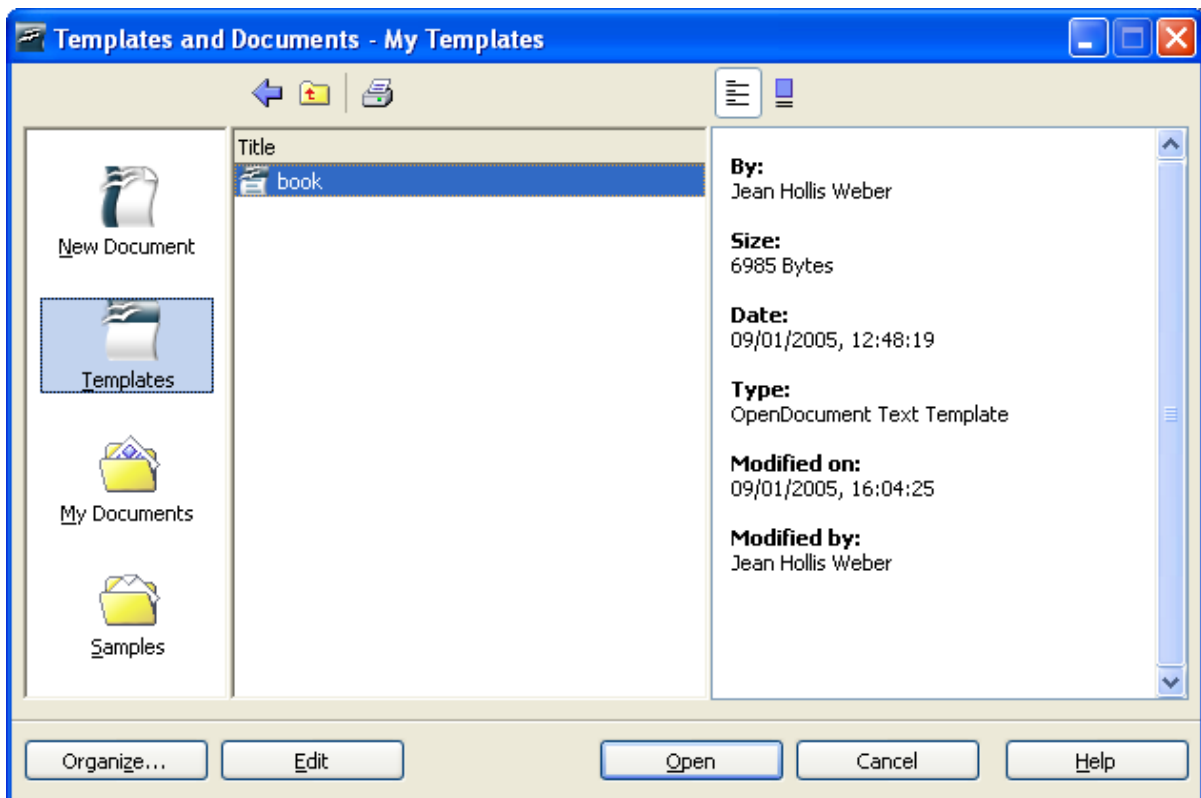 Templates and Documents - My Templates
New Document
Templates
My Documents
Samples
Title
book
By:
Jean Hollis Weber
Size:
6985 Bytes
Date:
09/01/2005, 12:48:19
Type:
OpenDocument Text Template
Modified on:
09/01/2005, 16:04:25
Modified by:
Jean Hollis Weber
Organize...
Edit
Open
Cancel
Help